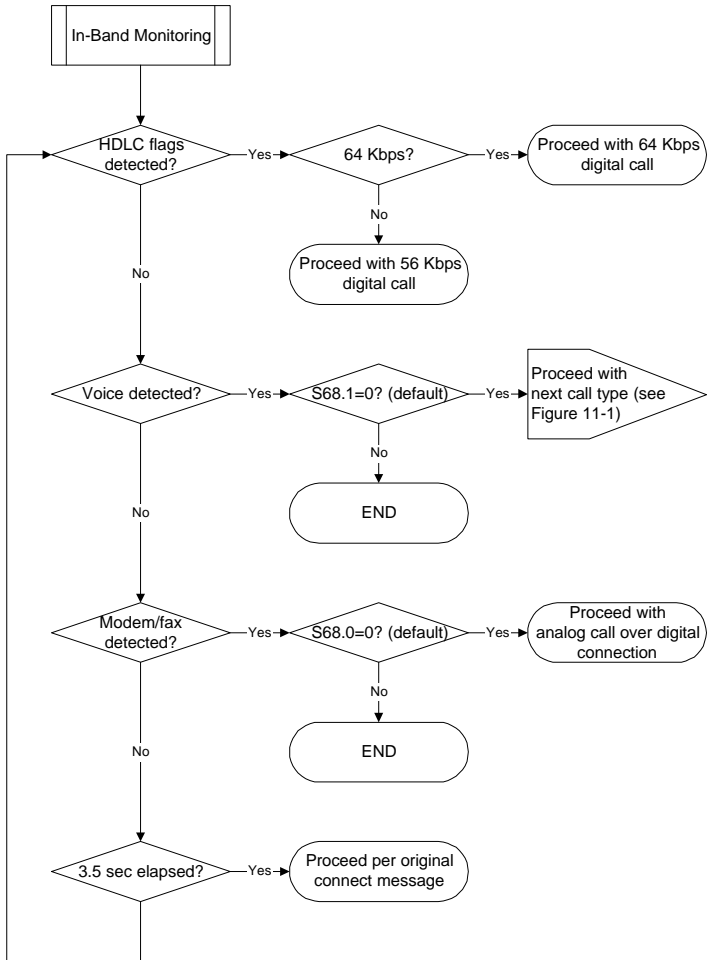 In-Band Monitoring
HDLC flags
detected?
Yes
64 Kbps?
Yes
Proceed with 64 Kbps
digital call
No
Proceed with 56 Kbps
digital call
No
Voice detected?
Yes
S68.1=0? (default)
Yes
Proceed with
next call type (see
Figure 11-1)
No
END
No
Modem/fax
detected?
Yes
S68.0=0? (default)
Yes
Proceed with
analog call over digital
connection
No
END
No
3.5 sec elapsed?
Yes
Proceed per original
connect message